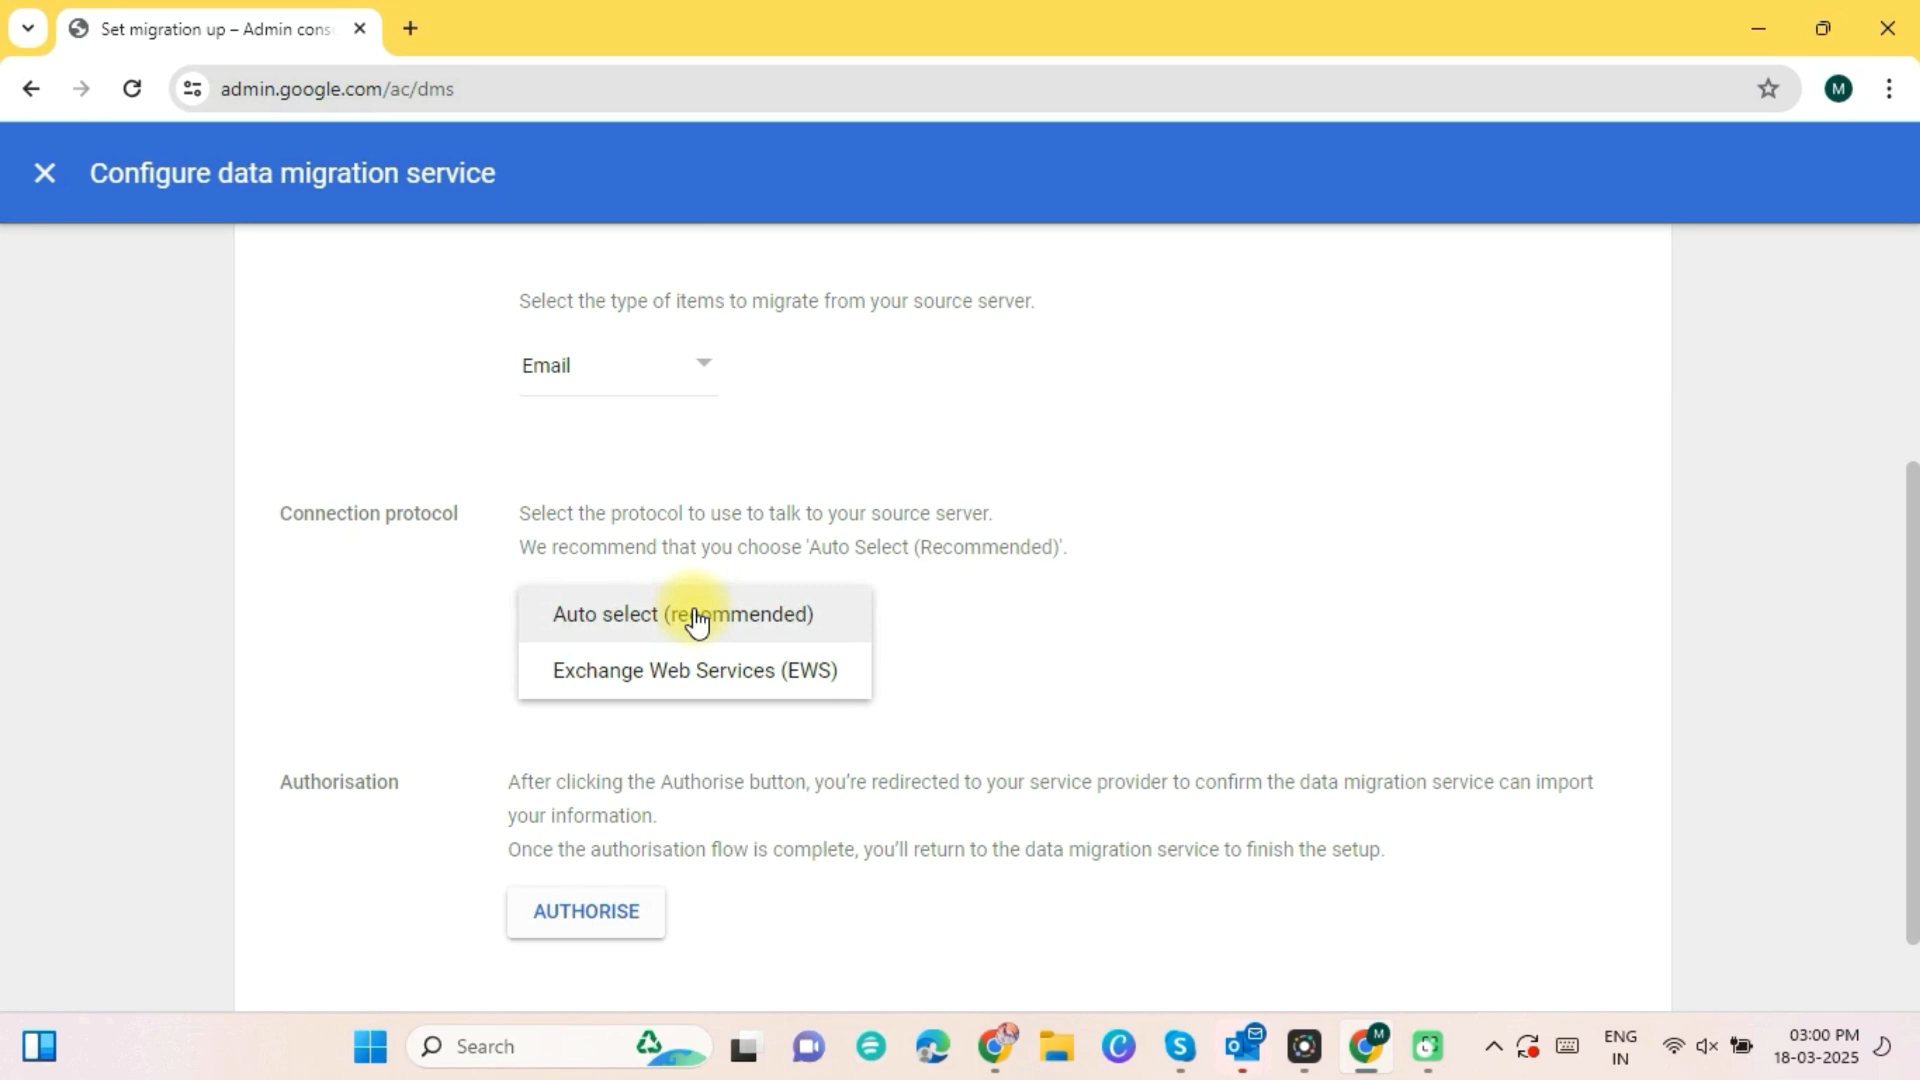 Set migration up – Admin cons
admin.google.com/ac/dms
M
Configure data migration service
Select the type of items to migrate from your source server.
Email
Connection protocol
Select the protocol to use to talk to your source server.
We recommend that you choose 'Auto Select (Recommended)'.
Auto select (recommended)
Exchange Web Services (EWS)
Authorisation
After clicking the Authorise button, you're redirected to your service provider to confirm the data migration service can import
your information.
Once the authorisation flow is complete, you'll return to the data migration service to finish the setup.
AUTHORISE
Search
M
ENG
IN
03:00 PM
18-03-2025